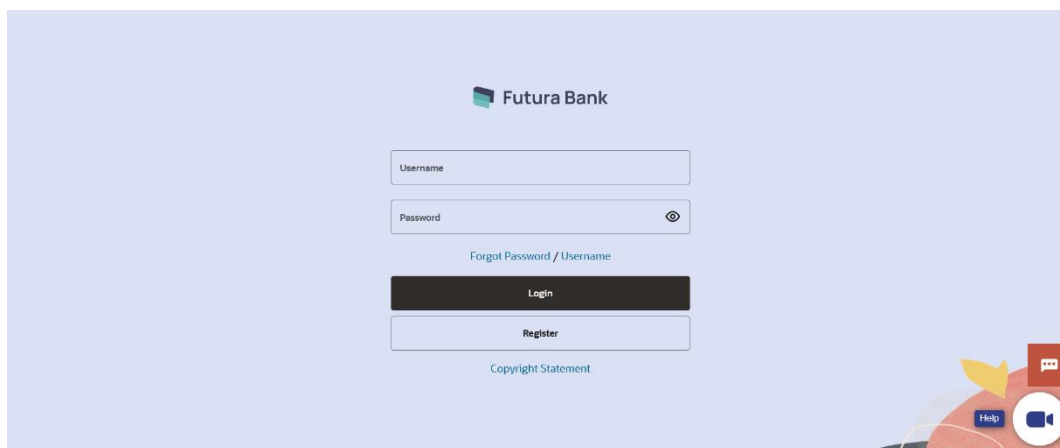 Futura Bank
Username
Password
Forgot Password / Username
Login
Register
Copyright Statement
Help